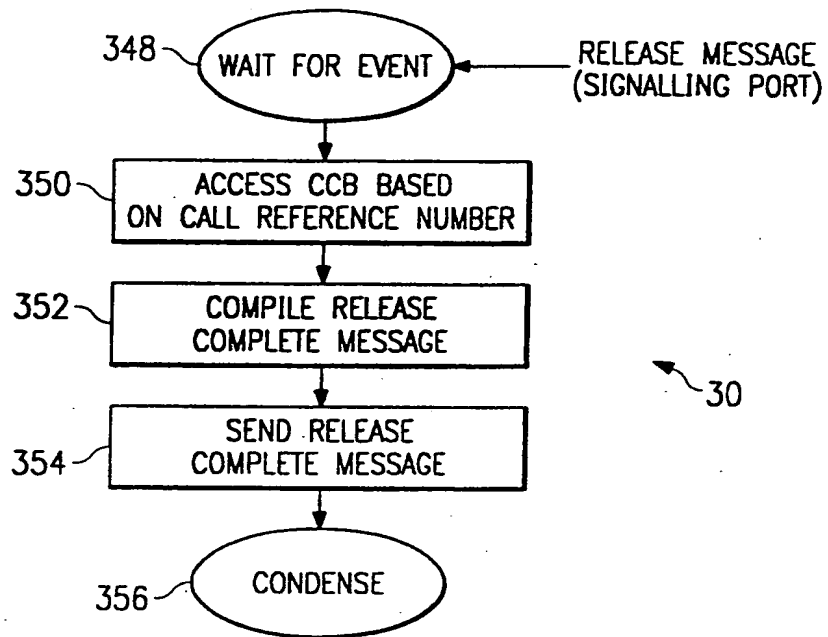 348
WAIT FOR EVENT
RELEASE MESSAGE
(SIGNALLING PORT)
350
ACCESS CCB BASED
ON CALL REFERENCE NUMBER
352
COMPILE RELEASE
COMPLETE MESSAGE
30
354
SEND RELEASE
COMPLETE MESSAGE
356
CONDENSE